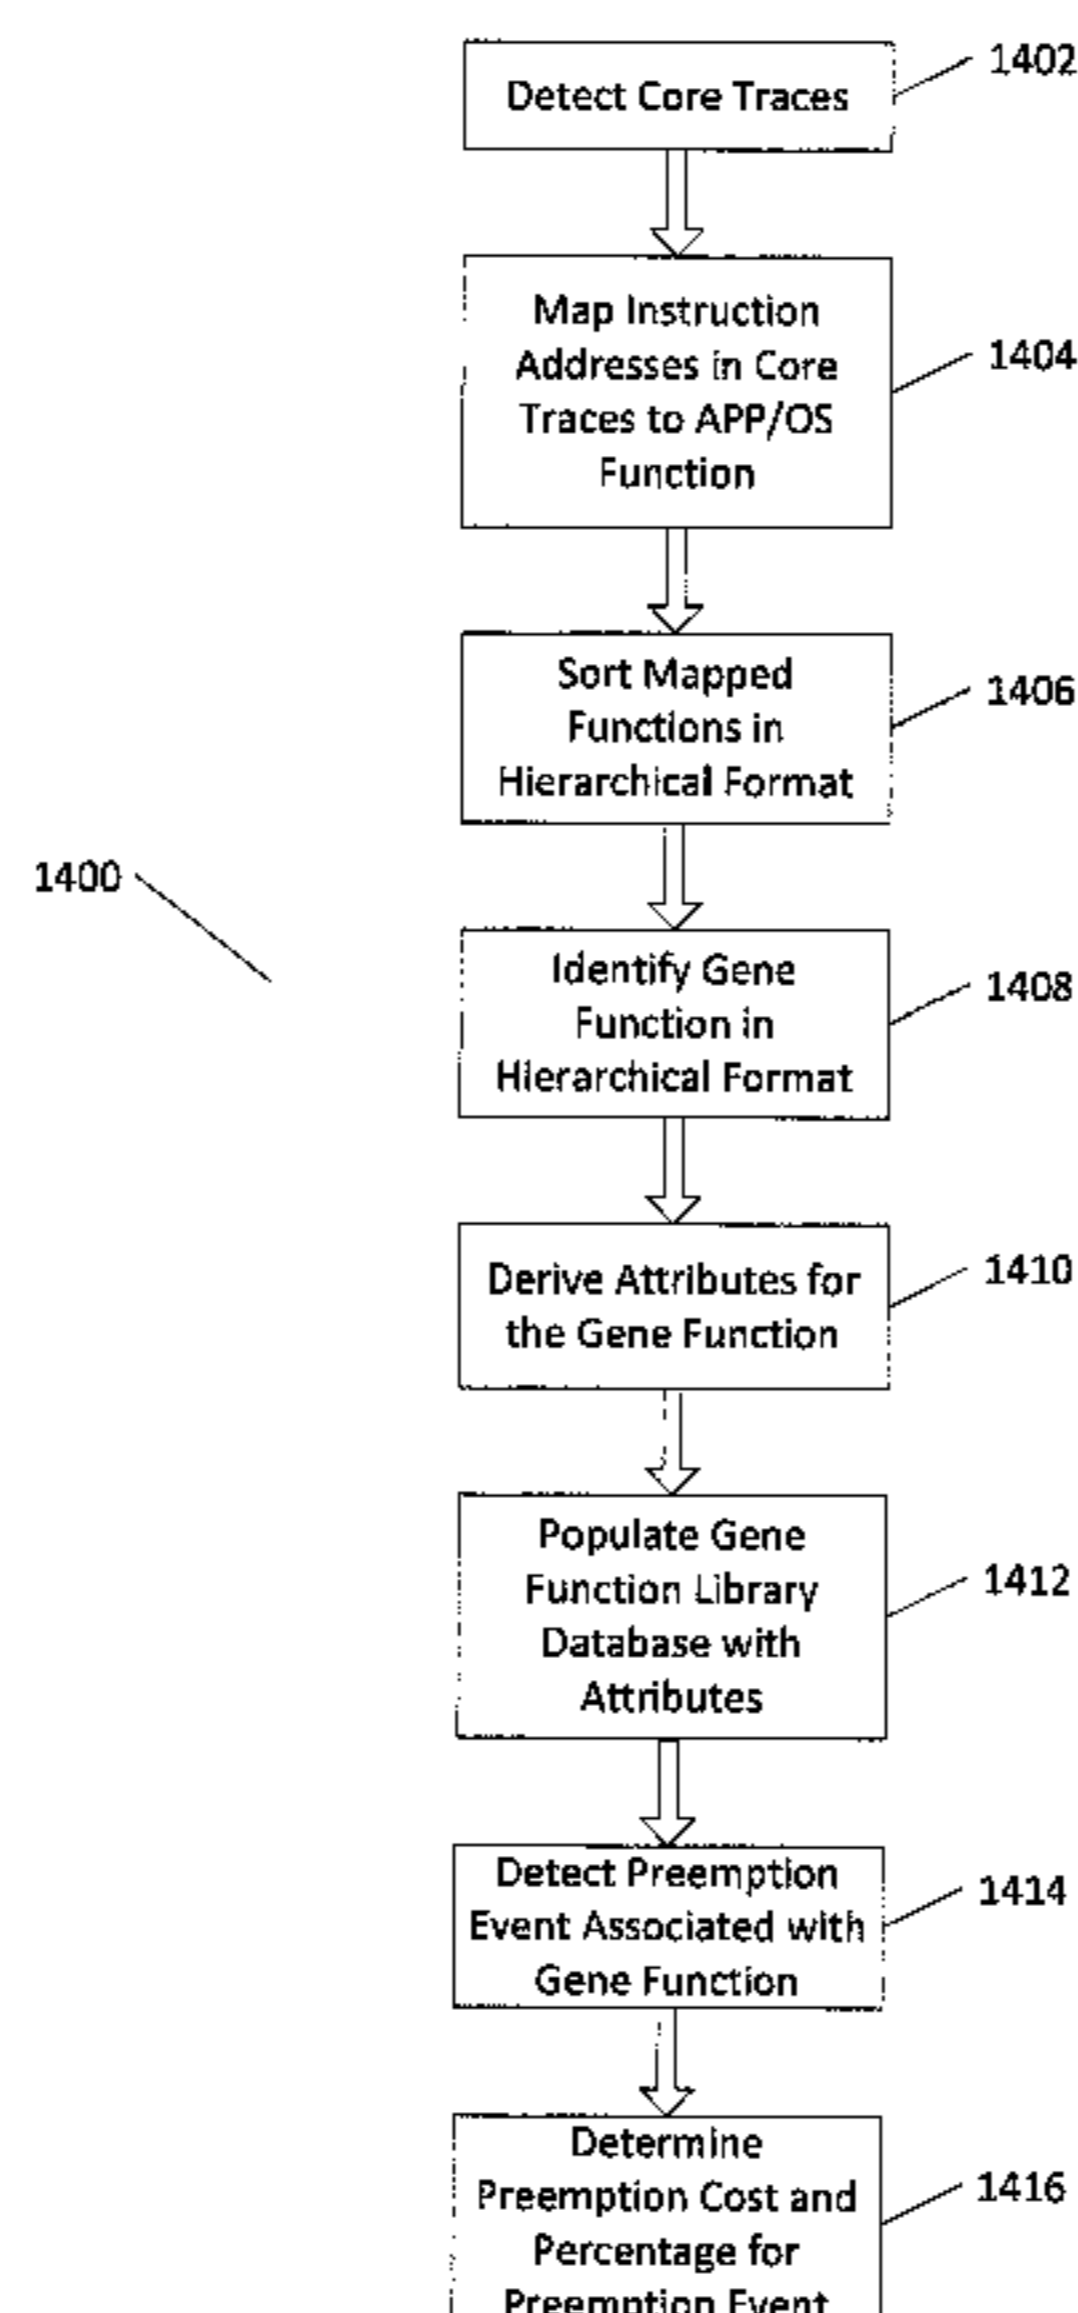 Detect Core Traces
1402
Map Instruction
Addresses in Core
Traces to APP/OS
Function
1404
Sort Mapped
Functions in
Hierarchical Format
1406
1400
Identify Gene
Function in
Hierarchical Format
1408
Derive Attributes for
the Gene Function
1410
Populate Gene
Function Library
Database with
Attributes
1412
Detect Preemption
Event Associated with
Gene Function
1414
Determine
Preemption Cost and
Percentage for
Preemption Event
1416